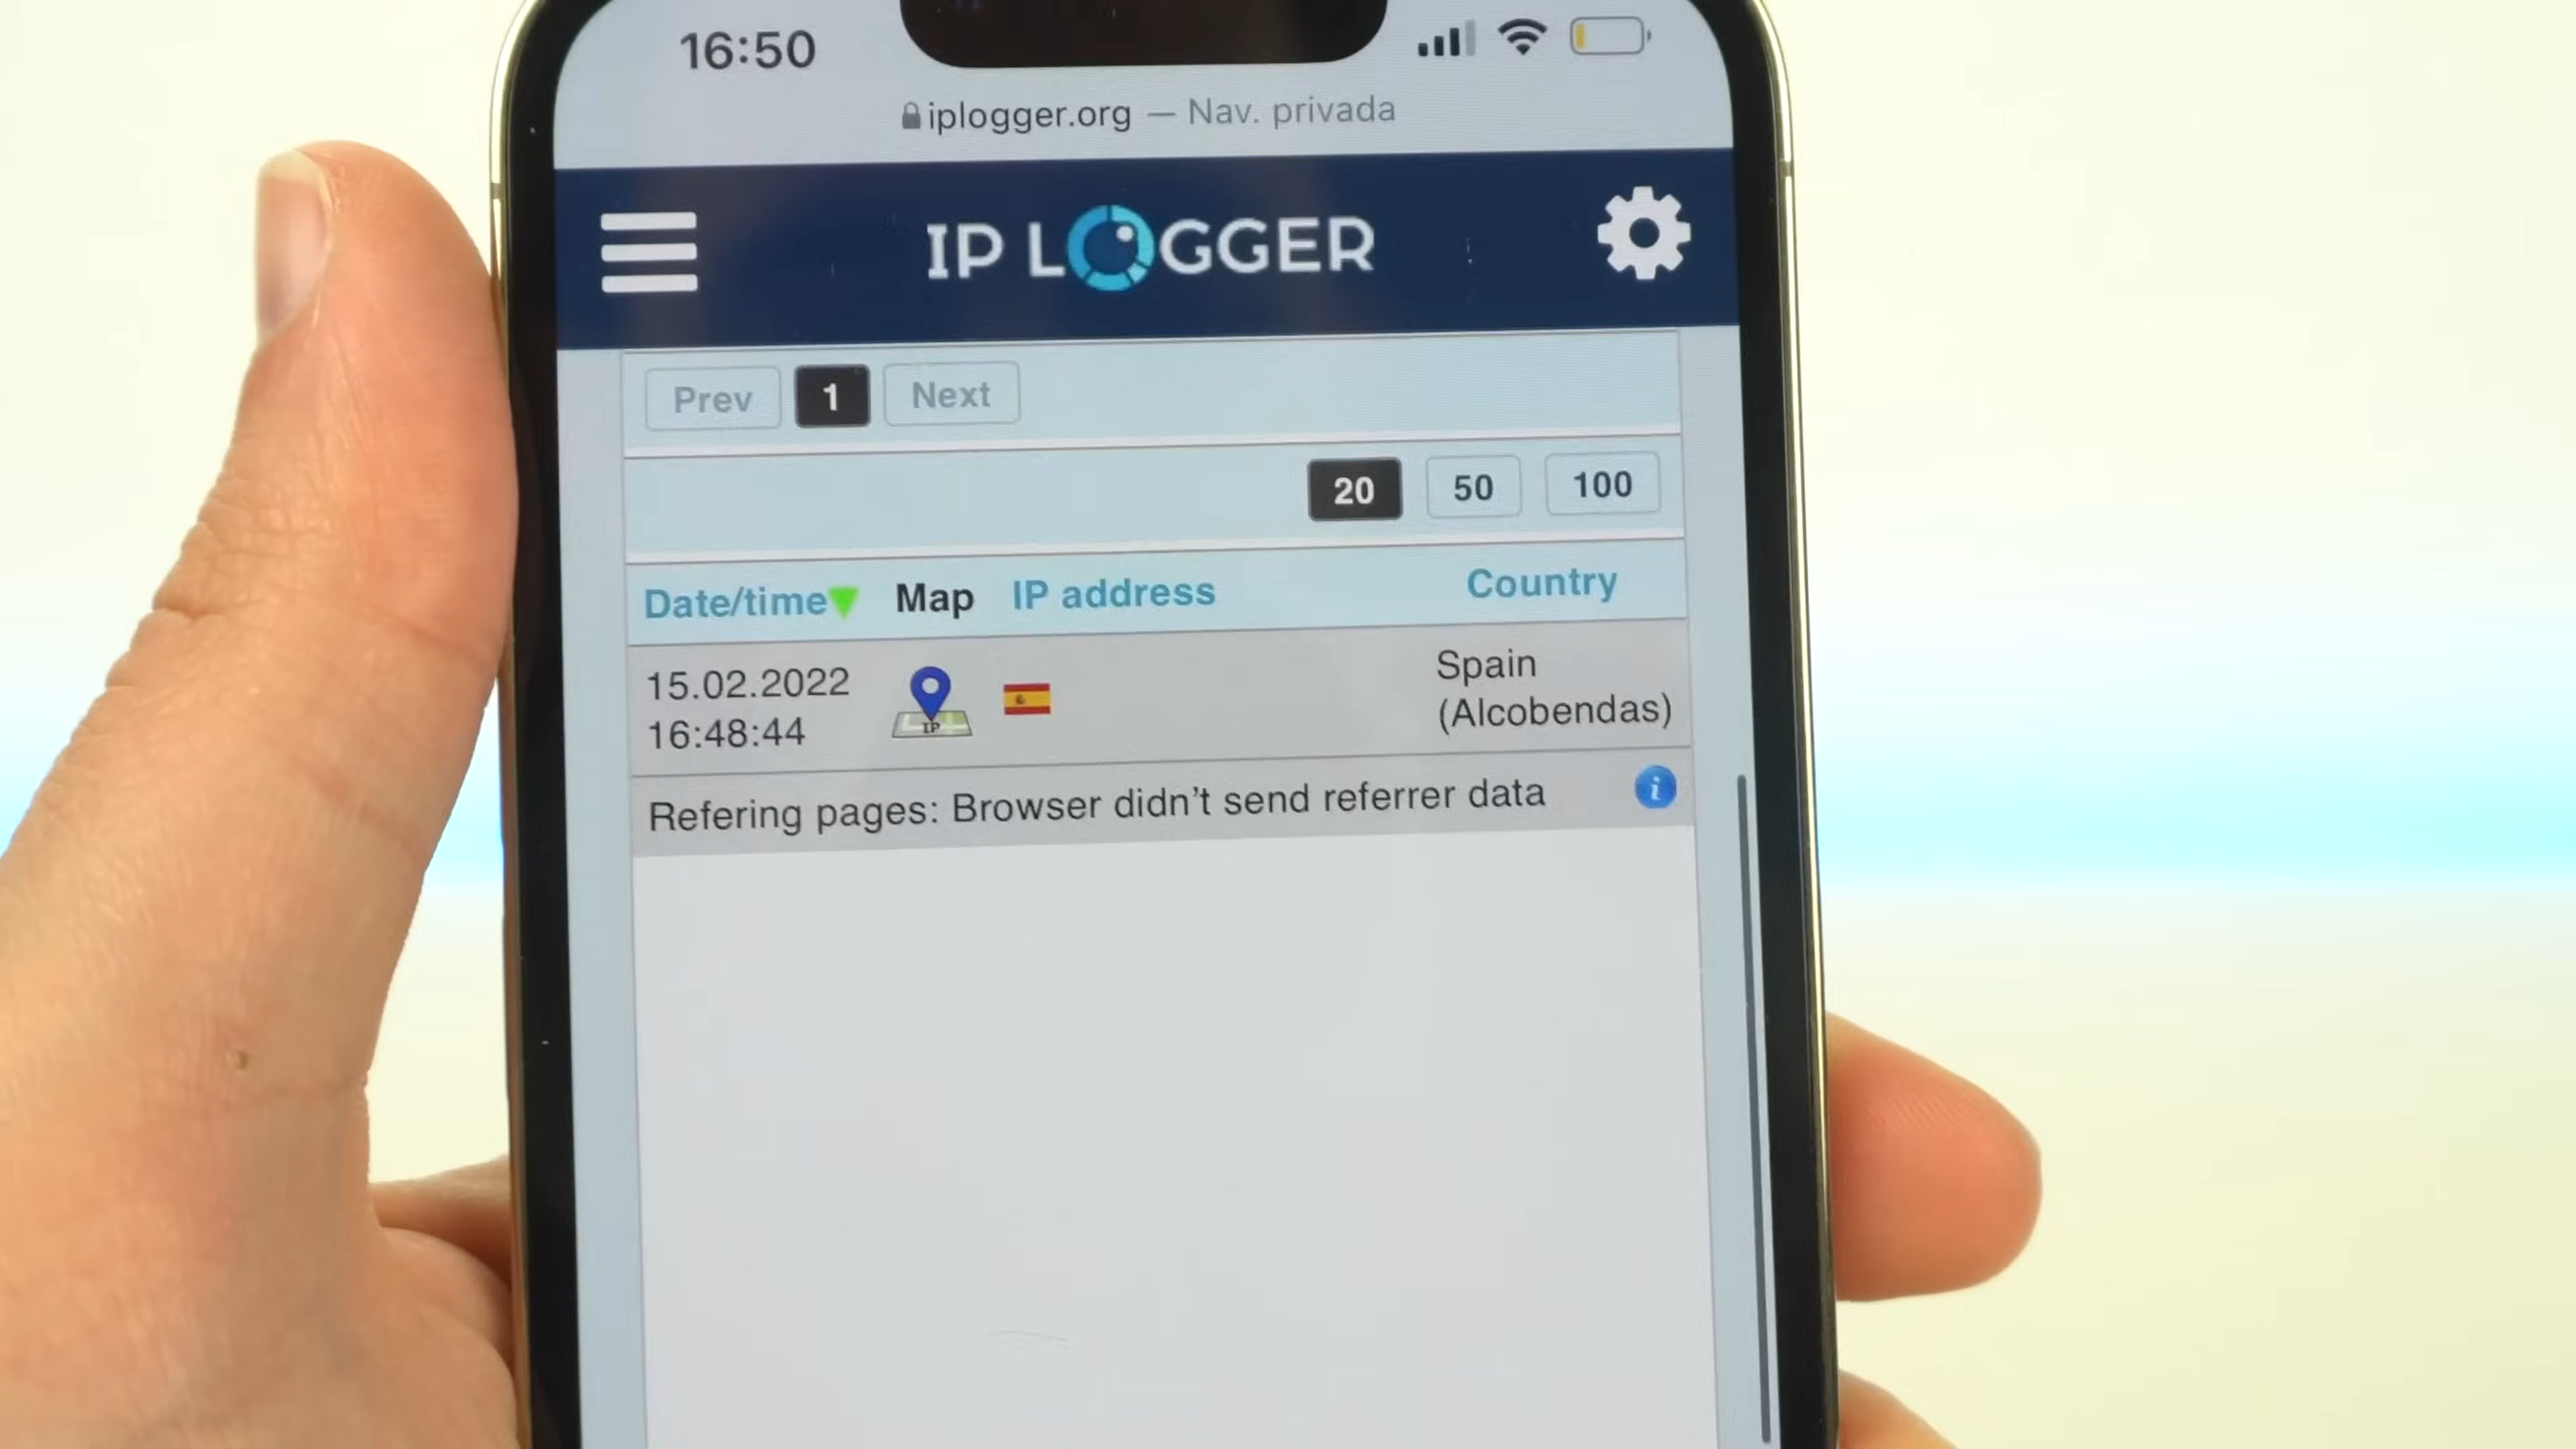 16:50
iplogger.org — Nav. privada
IP LOGGER
Prev 1 Next
20 50 100
Date/time Map IP address Country
15.02.2022
16:48:44
IP
Spain
(Alcobendas)
Refering pages: Browser didn't send referrer data
i